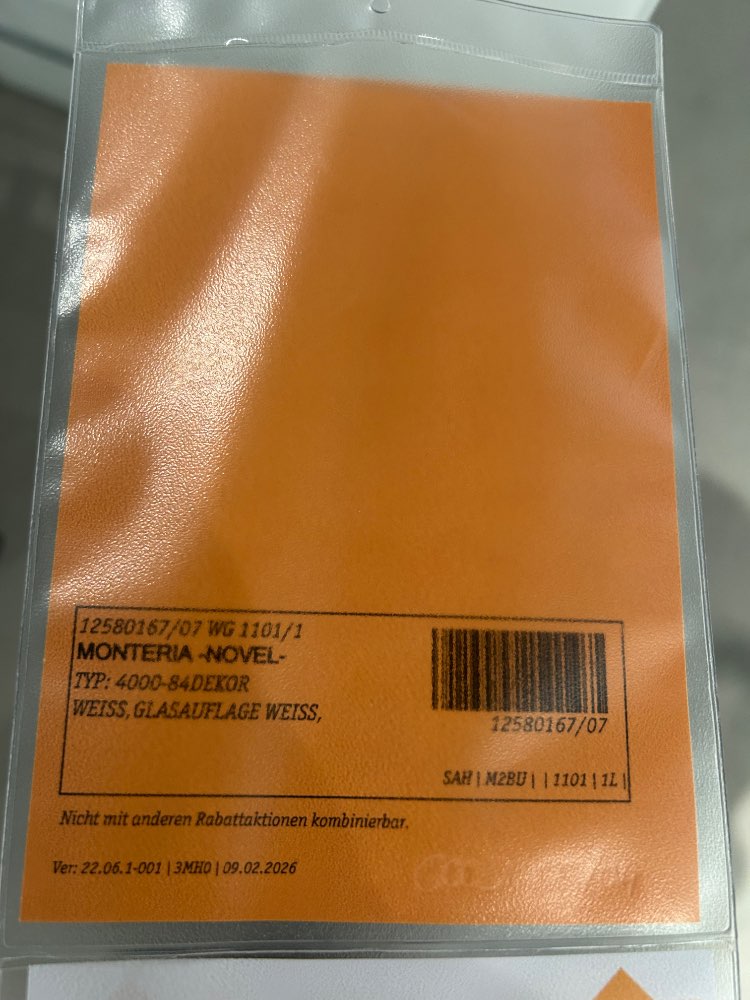 12580167/07 WG 1101/1
MONTERIA -NOVEL-
TYP: 4000-84DEKOR
WEISS, GLASAUFLAGE WEISS,
12580167/07
SAH | M2BU | | 1101 | 1L |
Nicht mit anderen Rabattaktionen kombinierbar.
Ver: 22.06.1-001 | 3MH0 | 09.02.2026